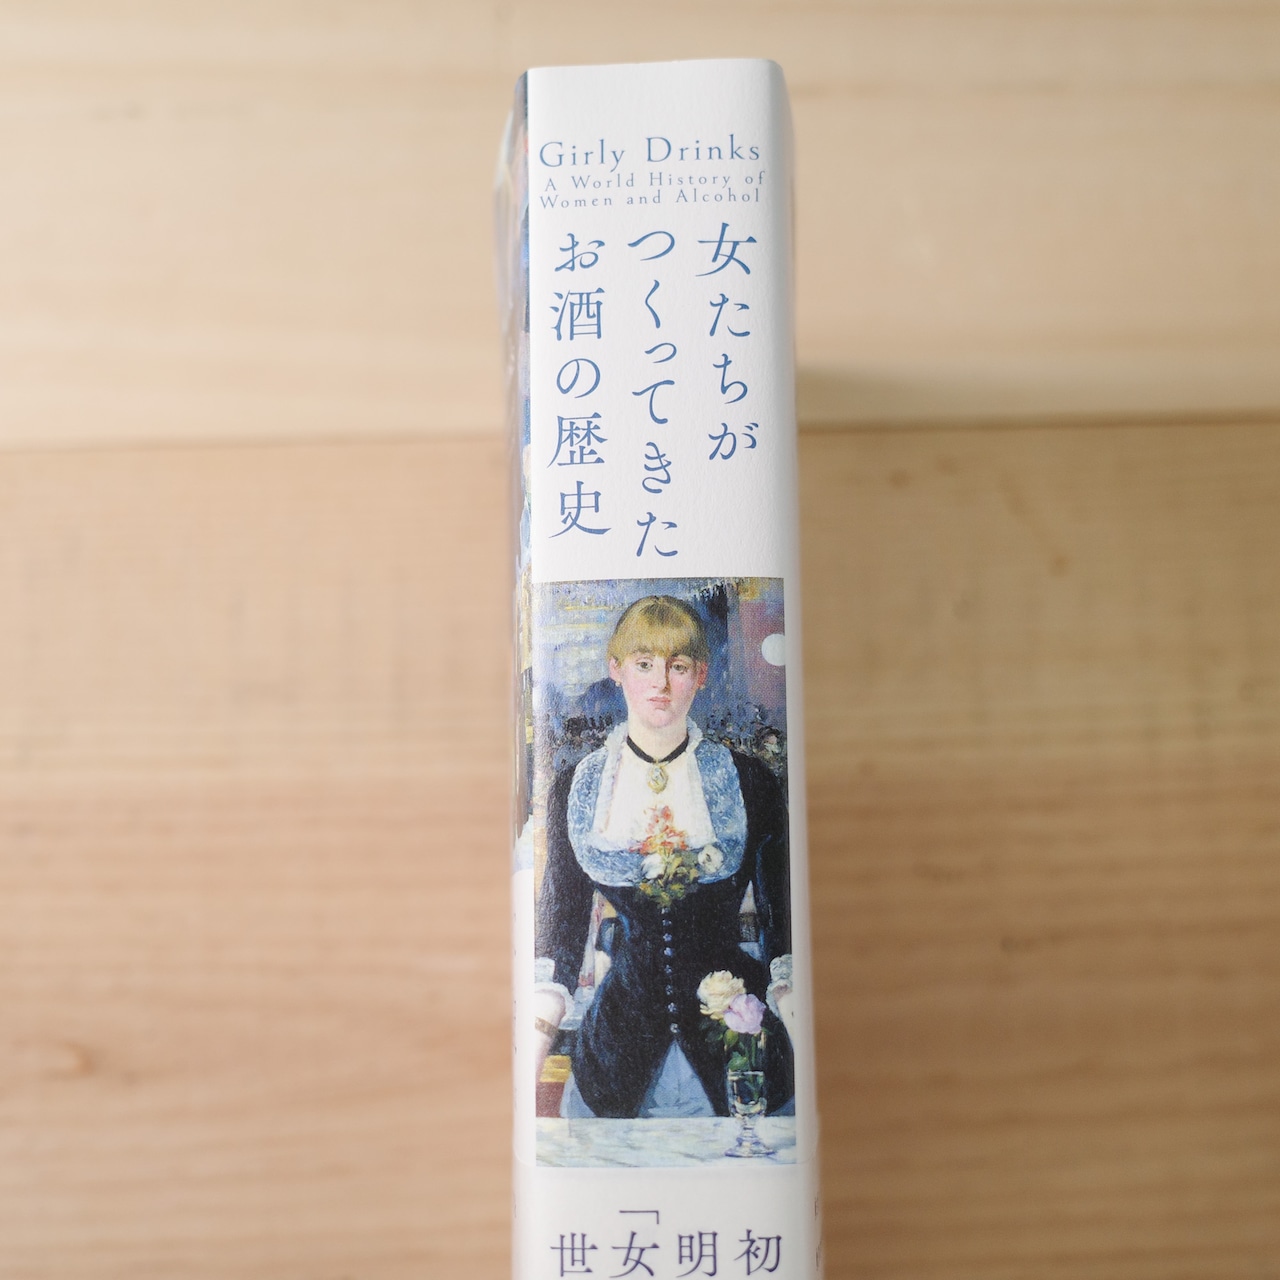 Girly Drinks
A World History of
Women and Alcohol
女たちが
つくってきた
お酒の歴史
初
明
女
世
「